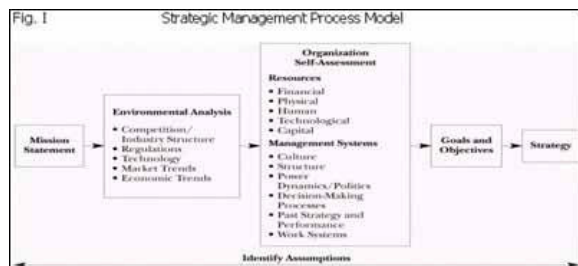 Fig. I
Strategic Management Process Model
Mission
Statement
Environmental Analysis
• Competition/
Industry Structure
• Regulations
• Technology
• Market Trends
• Economic Trends
Organization
Self-Assessment
Resources
• Financial
• Physical
• Human
• Technological
• Capital
Management Systems
• Culture
• Structure
• Power
Dynamics/Politics
• Decision-Making
Processes
• Past Strategy and
Performance
• Work Systems
Goals and
Objectives
Strategy
Identify Assumptions